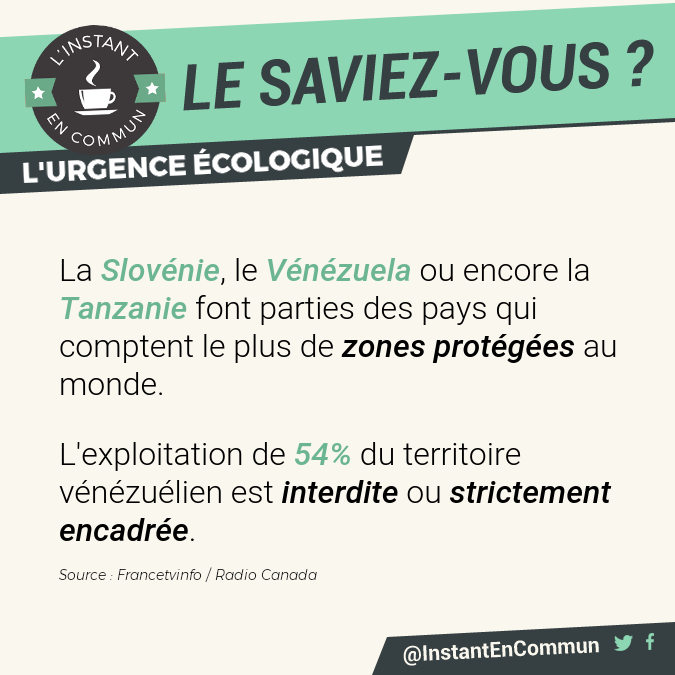 L'INSTANT
EN COMMUN
LE SAVIEZ-VOUS ?
L'URGENCE ÉCOLOGIQUE
La Slovénie, le Vénézuela ou encore la
Tanzanie font parties des pays qui
comptent le plus de zones protégées au
monde.
L'exploitation de 54% du territoire
vénézuélien est interdite ou strictement
encadrée.
Source : Francetvinfo / Radio Canada
@InstantEnCommun